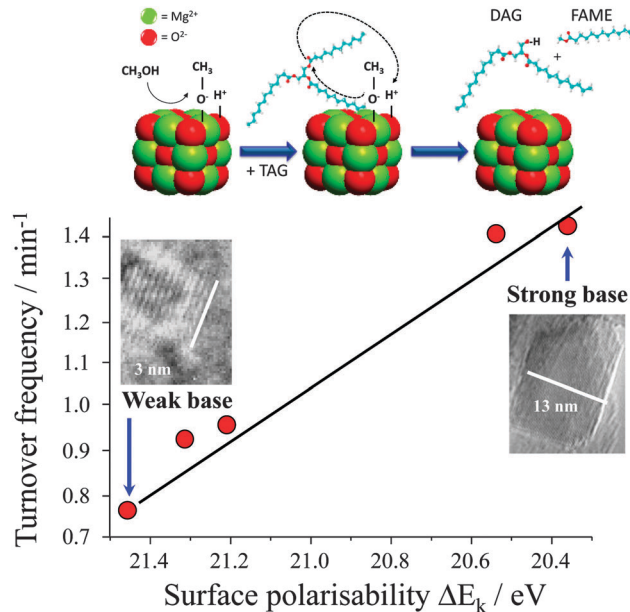 = Mg²⁺
= O²⁻
CH₃OH
CH₃
O⁻ H⁺
+ TAG
CH₃
O⁻ H⁺
DAG
FAME
-H
+
Turnover frequency / min⁻¹
1.4
1.3
1.2
1.1
1.0
0.9
0.8
0.7
3 nm
Weak base
Strong base
13 nm
21.4 21.2 21.0 20.8 20.6 20.4
Surface polarisability ΔEₖ / eV